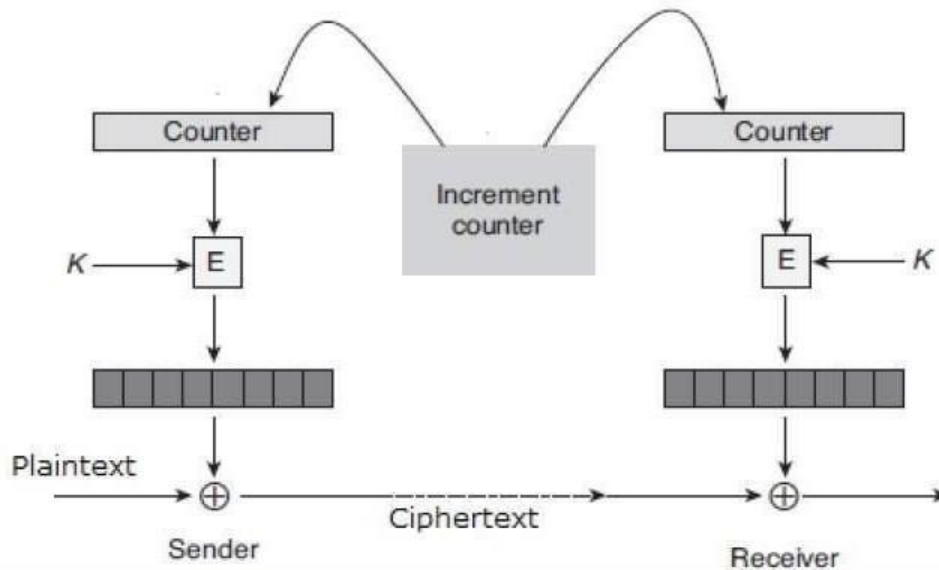 Counter
Counter
Increment
counter
K
E
E
K
Plaintext
Ciphertext
Sender
Receiver